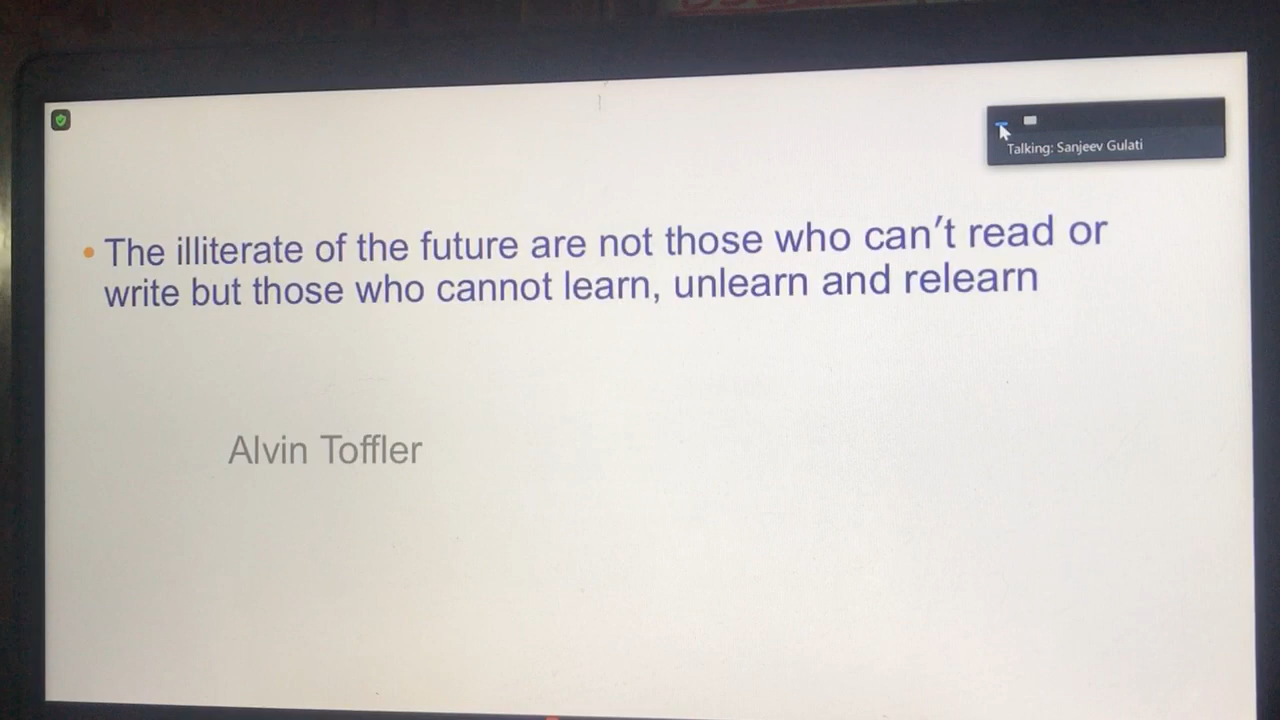 Talking: Sanjeev Gulati
• The illiterate of the future are not those who can't read or
write but those who cannot learn, unlearn and relearn
Alvin Toffler